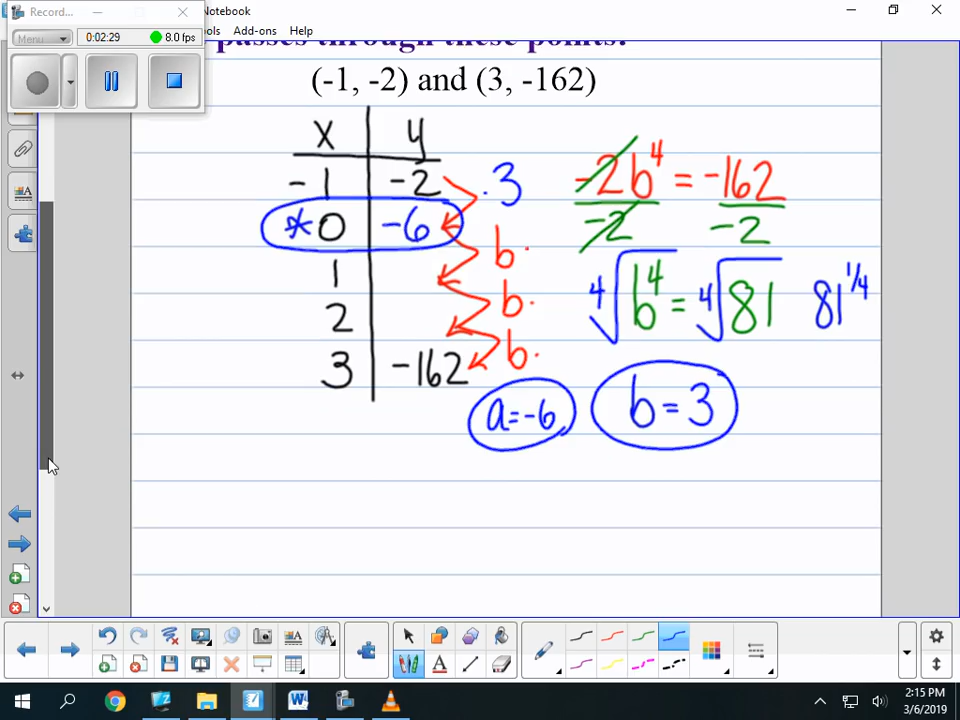 Record...
Notebook
Menu
0:02:29
8.0 fps
ols Add-ons Help
passes through these points.
(-1, -2) and (3, -162)
x y
-1 -2 · 3
*0 -6
b·
1
b·
2
b·
3 -162
-2b⁴ = -162
-2 -2
⁴√b⁴ = ⁴√81 81^1/4
a=-6 b=3
A
2:15 PM
3/6/2019